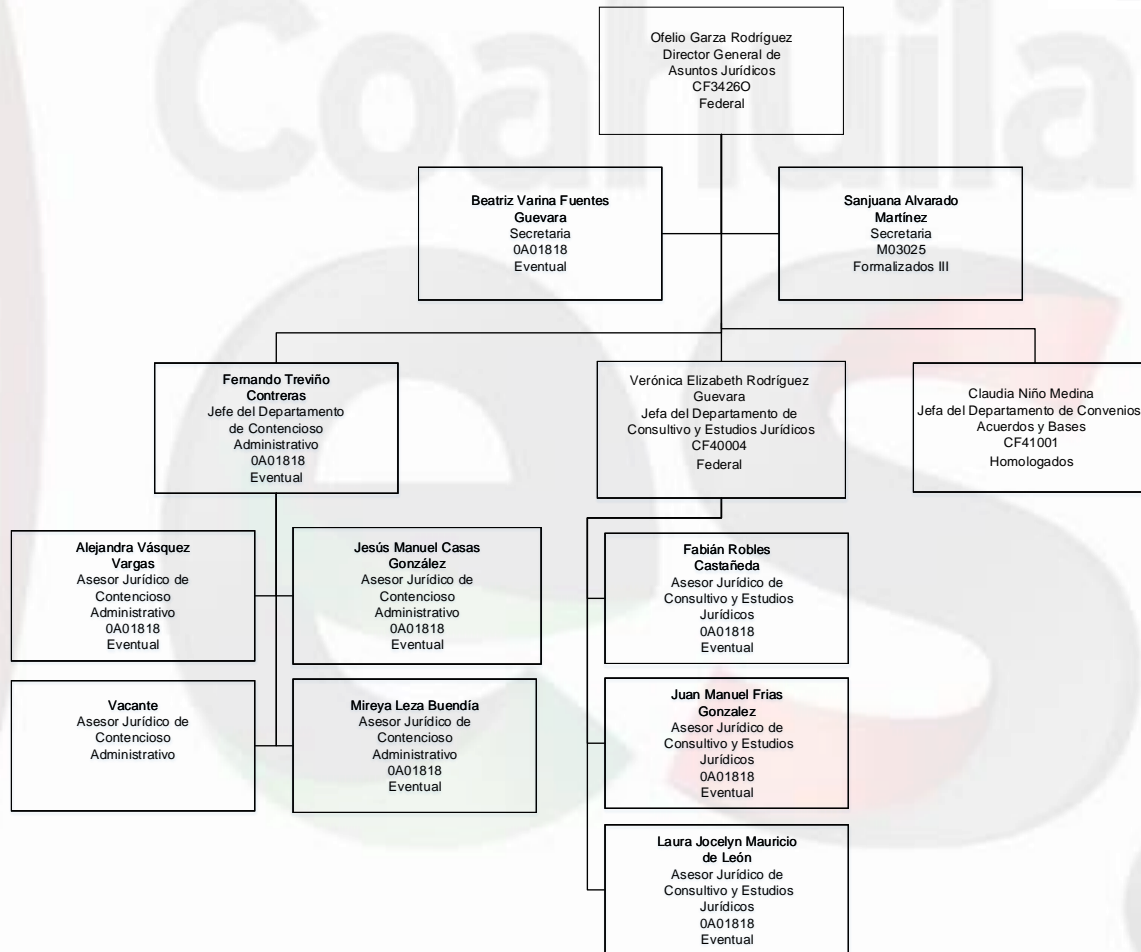 Coahuila
es
Ofelio Garza Rodríguez
Director General de
Asuntos Jurídicos
CF3426O
Federal
Beatriz Varina Fuentes
Guevara
Secretaria
0A01818
Eventual
Sanjuana Alvarado
Martínez
Secretaria
M03025
Formalizados III
Fernando Treviño
Contreras
Jefe del Departamento
de Contencioso
Administrativo
0A01818
Eventual
Verónica Elizabeth Rodríguez
Guevara
Jefa del Departamento de
Consultivo y Estudios Jurídicos
CF40004
Federal
Claudia Niño Medina
Jefa del Departamento de Convenios
Acuerdos y Bases
CF41001
Homologados
Alejandra Vásquez
Vargas
Asesor Jurídico de
Contencioso
Administrativo
0A01818
Eventual
Jesús Manuel Casas
González
Asesor Jurídico de
Contencioso
Administrativo
0A01818
Eventual
Fabián Robles
Castañeda
Asesor Jurídico de
Consultivo y Estudios
Jurídicos
0A01818
Eventual
Vacante
Asesor Jurídico de
Contencioso
Administrativo
Mireya Leza Buendía
Asesor Jurídico de
Contencioso
Administrativo
0A01818
Eventual
Juan Manuel Frias
Gonzalez
Asesor Jurídico de
Consultivo y Estudios
Jurídicos
0A01818
Eventual
Laura Jocelyn Mauricio
de León
Asesor Jurídico de
Consultivo y Estudios
Jurídicos
0A01818
Eventual